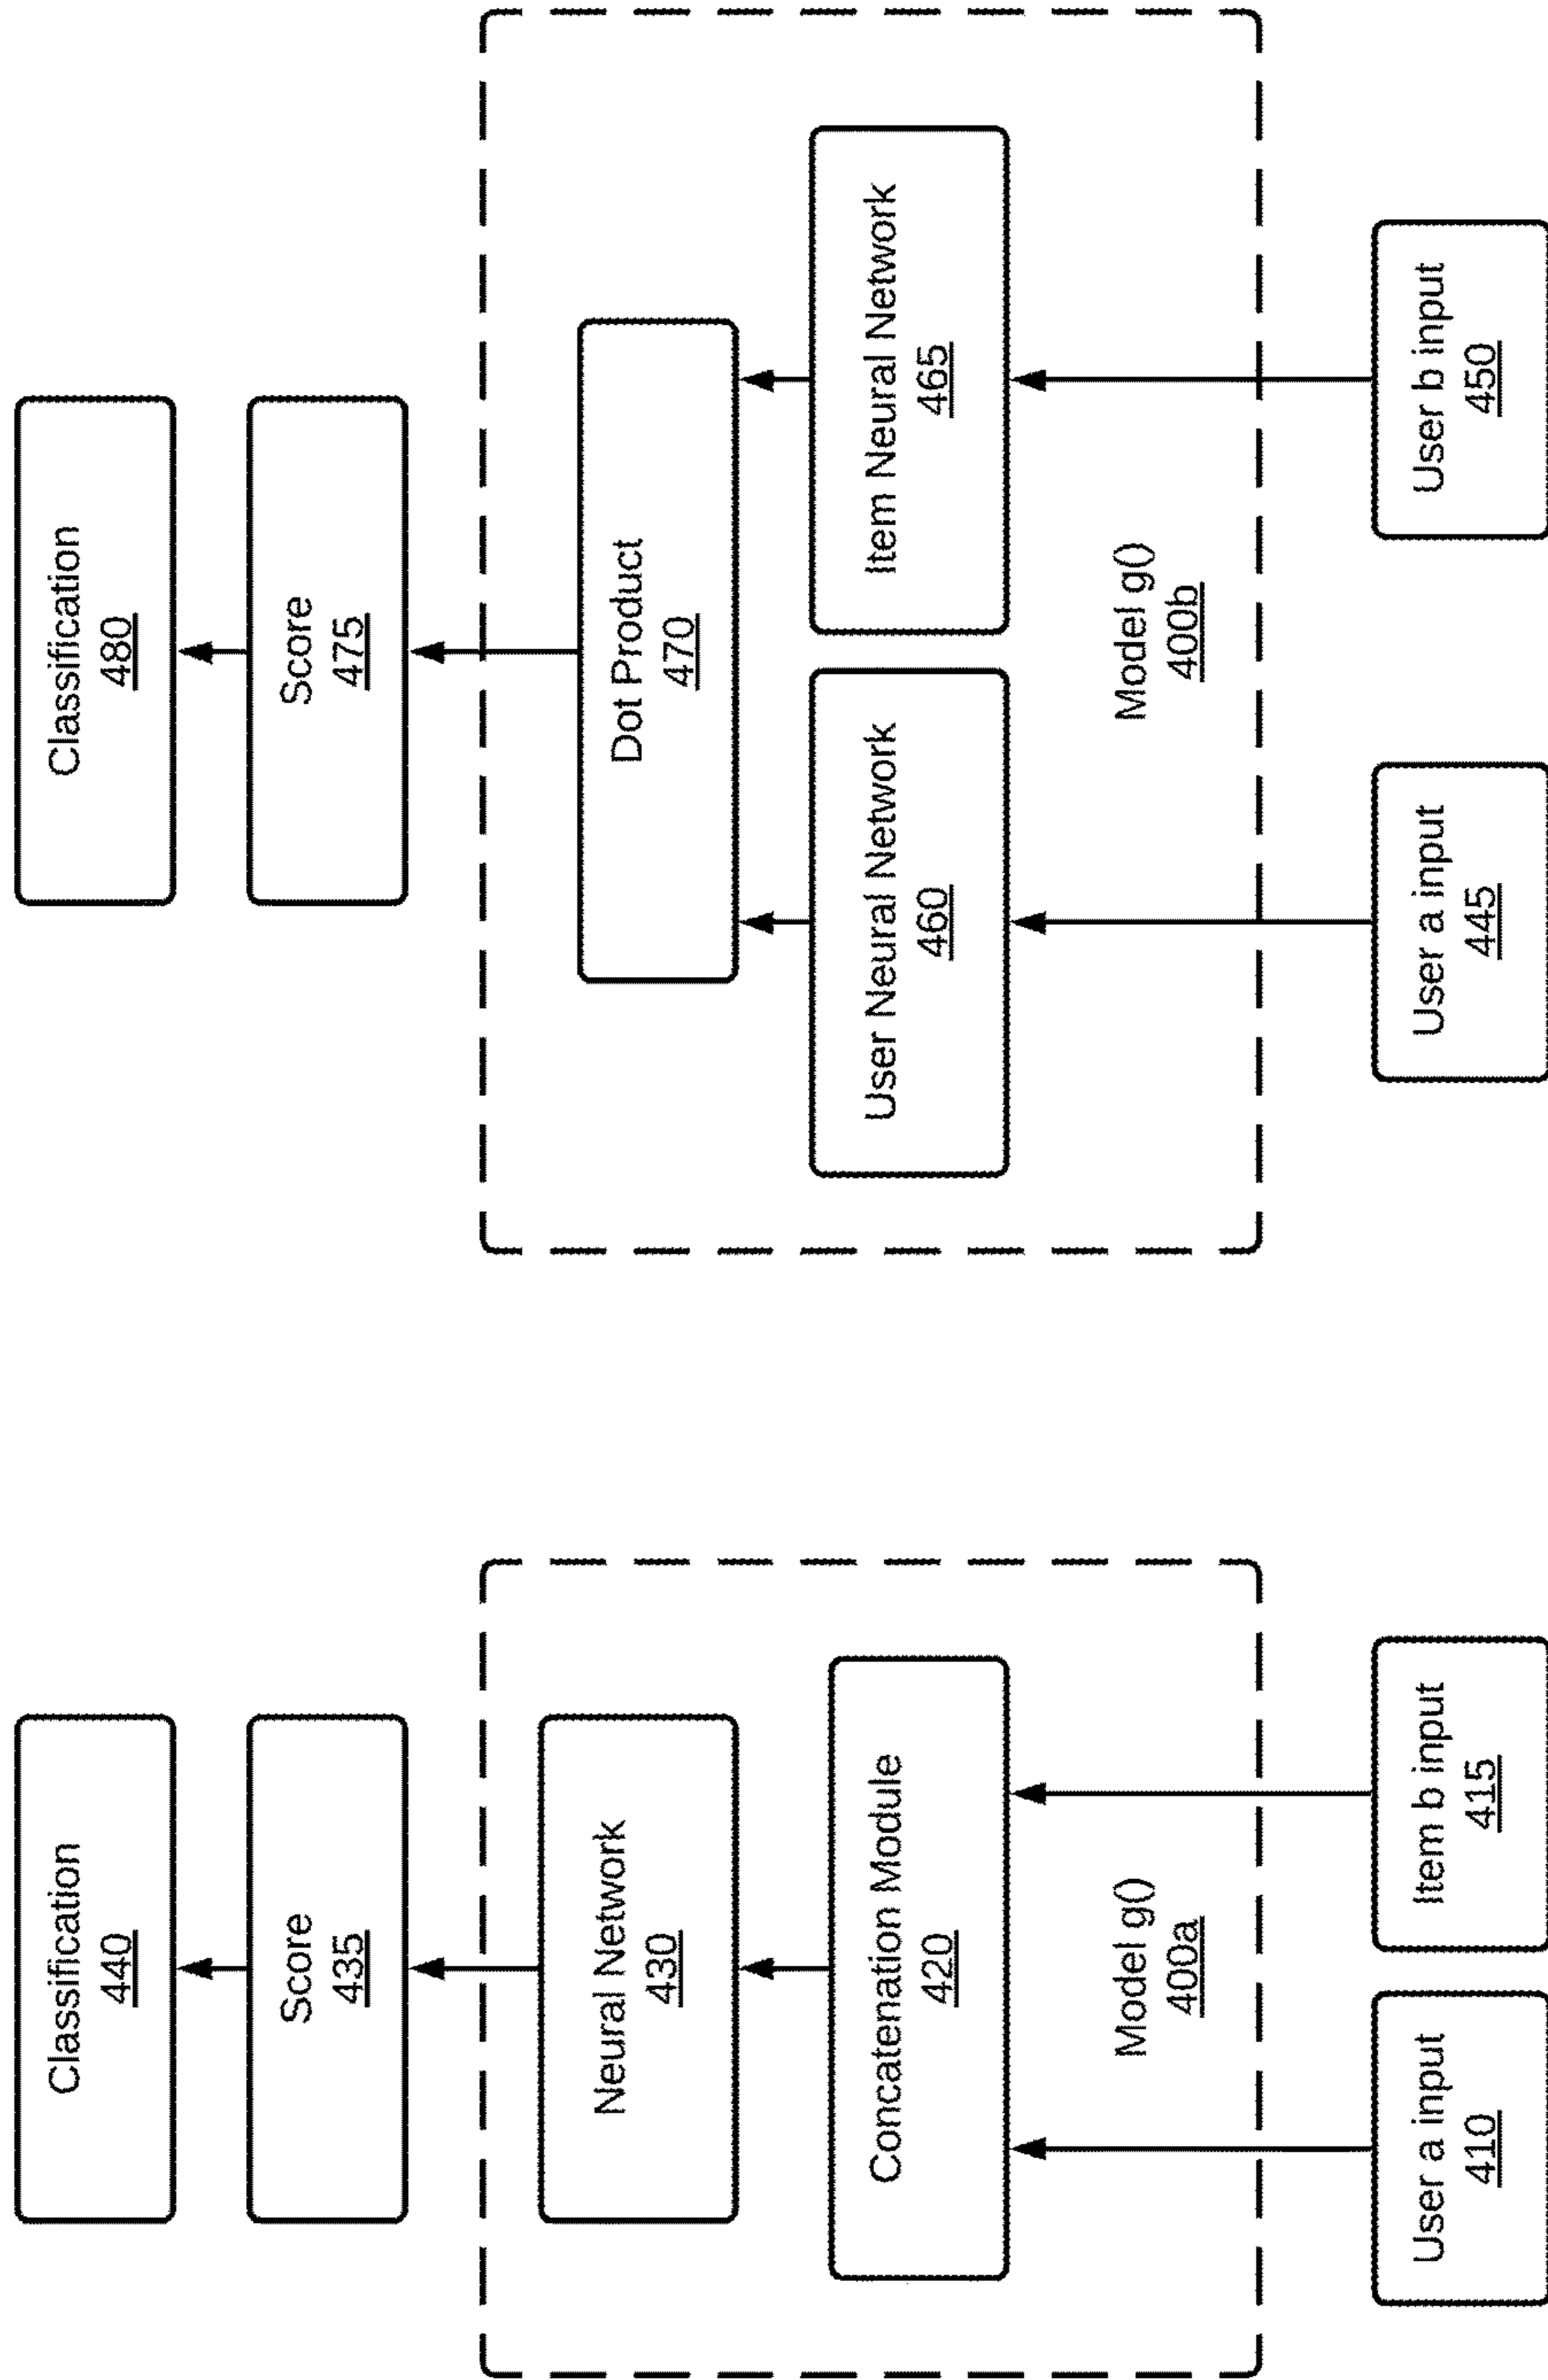 Classification
440
Score
435
Neural Network
430
Concatenation Module
420
Model g()
400a
User a input
410
Item b input
415
Classification
480
Score
475
Dot Product
470
User Neural Network
460
Item Neural Network
465
Model g()
400b
User a input
445
User b input
450